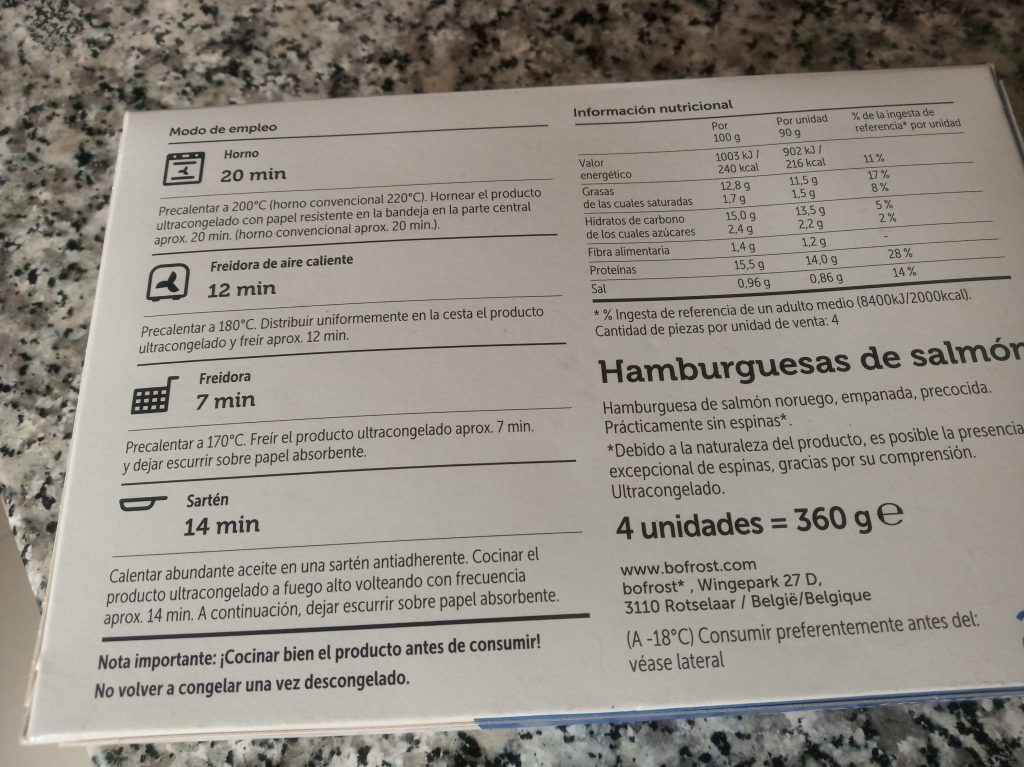 Modo de empleo
Horno
20 min
Precalentar a 200°C (horno convencional 220°C). Hornear el producto
ultracongelado con papel resistente en la bandeja en la parte central
aprox. 20 min. (horno convencional aprox. 20 min.).
Freidora de aire caliente
12 min
Precalentar a 180°C. Distribuir uniformemente en la cesta el producto
ultracongelado y freír aprox. 12 min.
Freidora
7 min
Precalentar a 170°C. Freír el producto ultracongelado aprox. 7 min.
y dejar escurrir sobre papel absorbente.
Sartén
14 min
Calentar abundante aceite en una sartén antiadherente. Cocinar el
producto ultracongelado a fuego alto volteando con frecuencia
aprox. 14 min. A continuación, dejar escurrir sobre papel absorbente.
Nota importante: ¡Cocinar bien el producto antes de consumir!
No volver a congelar una vez descongelado.
Información nutricional
Por 100 g Por unidad 90 g % de la ingesta de referencia* por unidad
Valor energético 1003 kJ / 240 kcal 902 kJ / 216 kcal 11 %
Grasas 12,8 g 11,5 g 17 %
de las cuales saturadas 1,7 g 1,5 g 8 %
Hidratos de carbono 15,0 g 13,5 g 5 %
de los cuales azúcares 2,4 g 2,2 g 2 %
Fibra alimentaria 1,4 g 1,2 g -
Proteínas 15,5 g 14,0 g 28 %
Sal 0,96 g 0,86 g 14 %
* % Ingesta de referencia de un adulto medio (8400kJ/2000kcal).
Cantidad de piezas por unidad de venta: 4
Hamburguesas de salmón
Hamburguesa de salmón noruego, empanada, precocida.
Prácticamente sin espinas*.
*Debido a la naturaleza del producto, es posible la presencia
excepcional de espinas, gracias por su comprensión.
Ultracongelado.
4 unidades = 360 g ℮
www.bofrost.com
bofrost* , Wingepark 27 D,
3110 Rotselaar / België/Belgique
(A -18°C) Consumir preferentemente antes del:
véase lateral